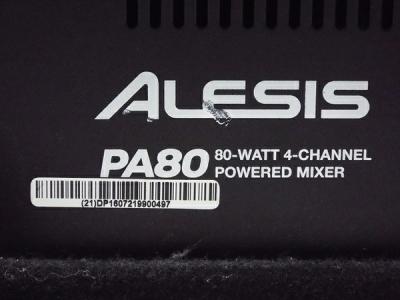 ALESIS
PA80 80-WATT 4-CHANNEL
POWERED MIXER
(21)DP1607219900497